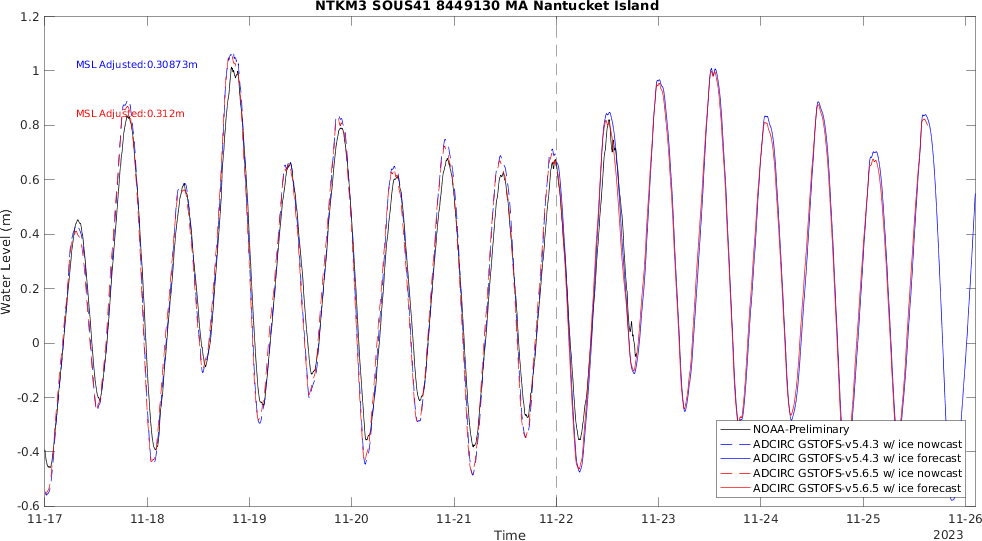 NTKM3 SOUS41 8449130 MA Nantucket Island
1.2
1
0.8
0.6
0.4
0.2
0
-0.2
-0.4
-0.6
Water Level (m)
MSL Adjusted:0.30873m
MSL Adjusted:0.312m
NOAA-Preliminary
ADCIRC GSTOFS-v5.4.3 w/ ice nowcast
ADCIRC GSTOFS-v5.4.3 w/ ice forecast
ADCIRC GSTOFS-v5.6.5 w/ ice nowcast
ADCIRC GSTOFS-v5.6.5 w/ ice forecast
11-17 11-18 11-19 11-20 11-21 11-22 11-23 11-24 11-25 11-26
Time
2023